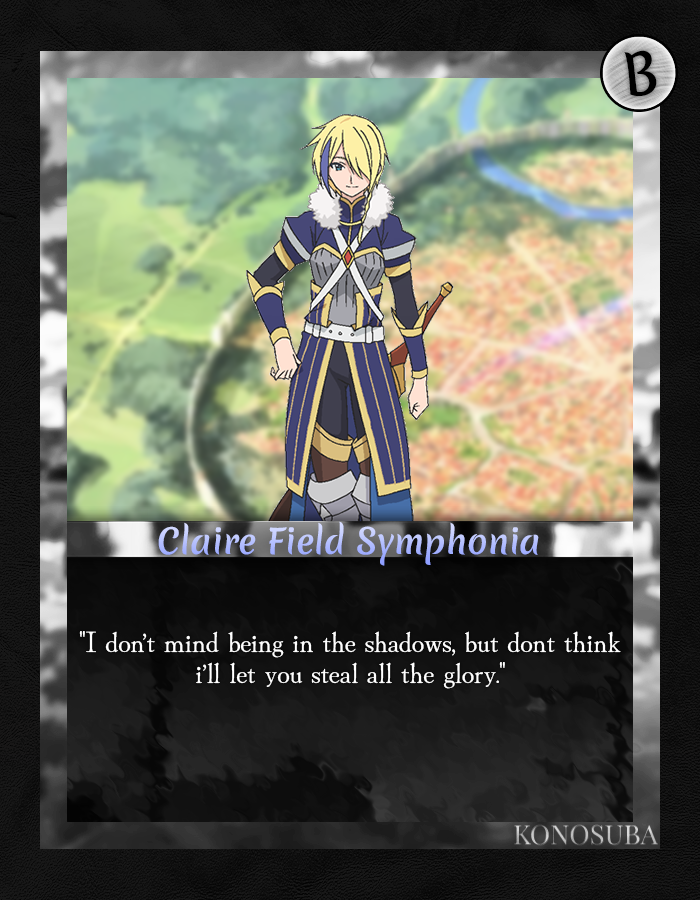 B
Claire Field Symphonia
"I don't mind being in the shadows, but dont think
i'll let you steal all the glory."
KONOSUBA